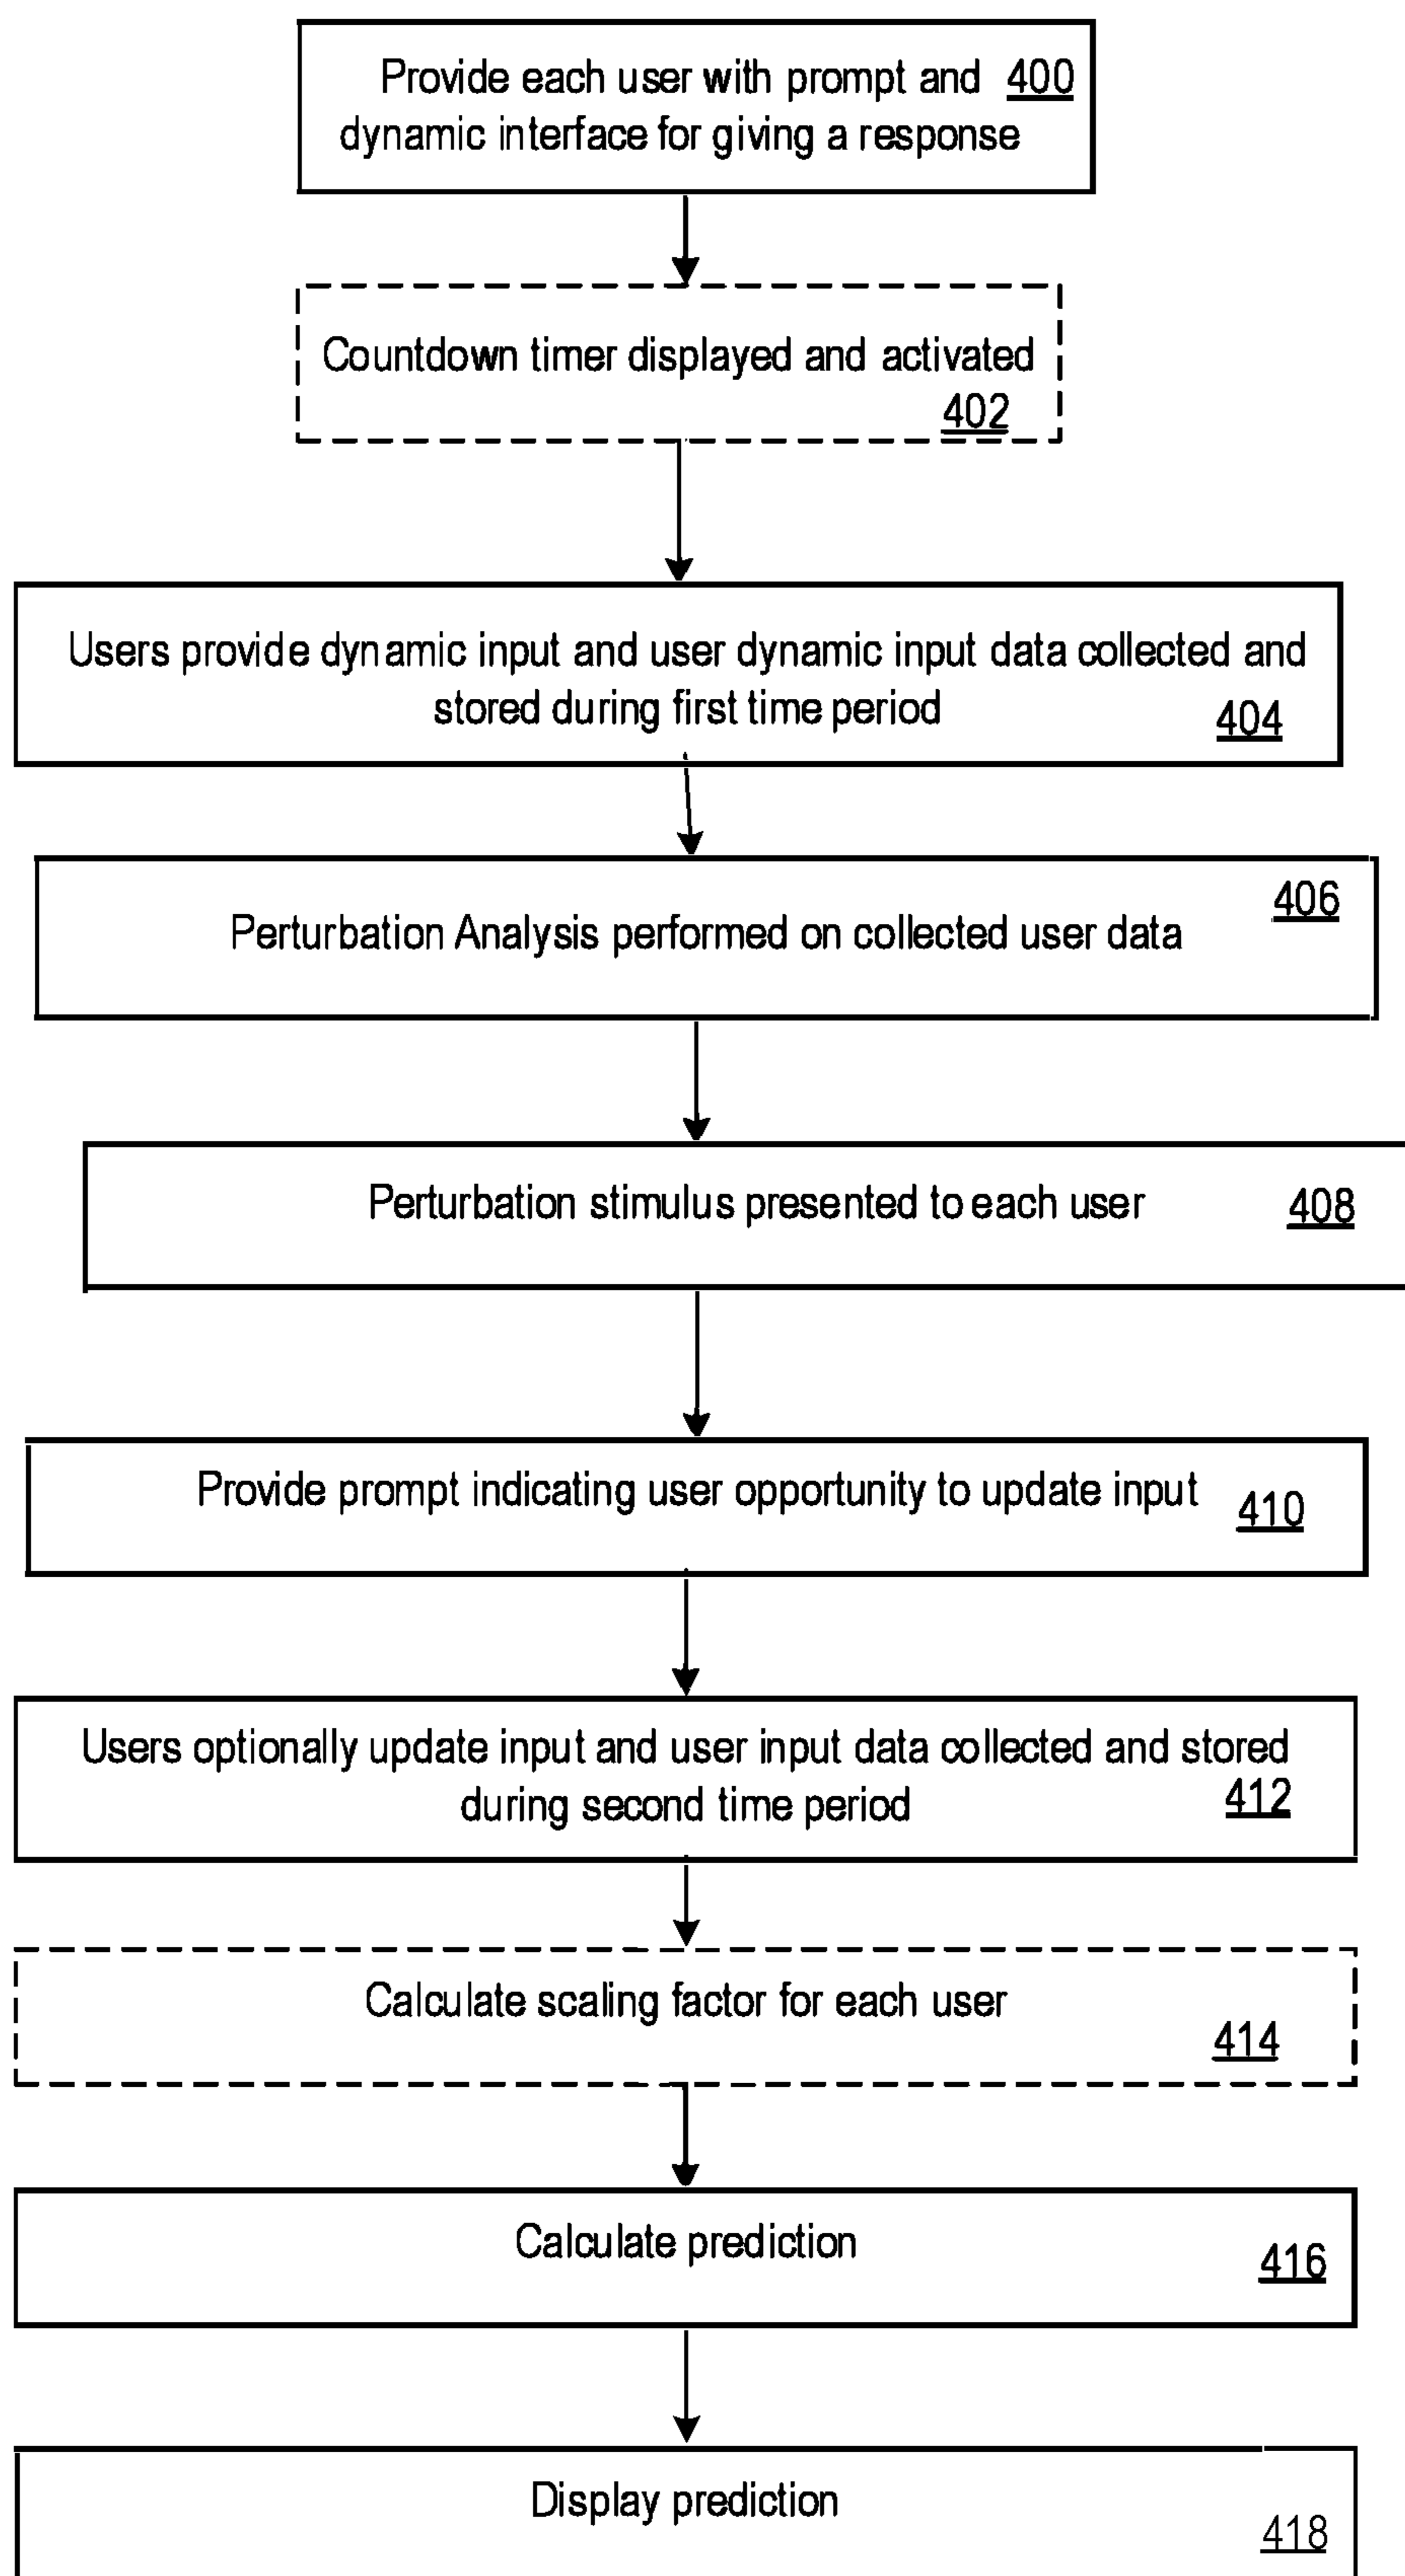 Provide each user with prompt and 400
dynamic interface for giving a response
Countdown timer displayed and activated
402
Users provide dynamic input and user dynamic input data collected and
stored during first time period 404
406
Perturbation Analysis performed on collected user data
Perturbation stimulus presented to each user 408
Provide prompt indicating user opportunity to update input 410
Users optionally update input and user input data collected and stored
during second time period 412
Calculate scaling factor for each user
414
Calculate prediction 416
Display prediction
418